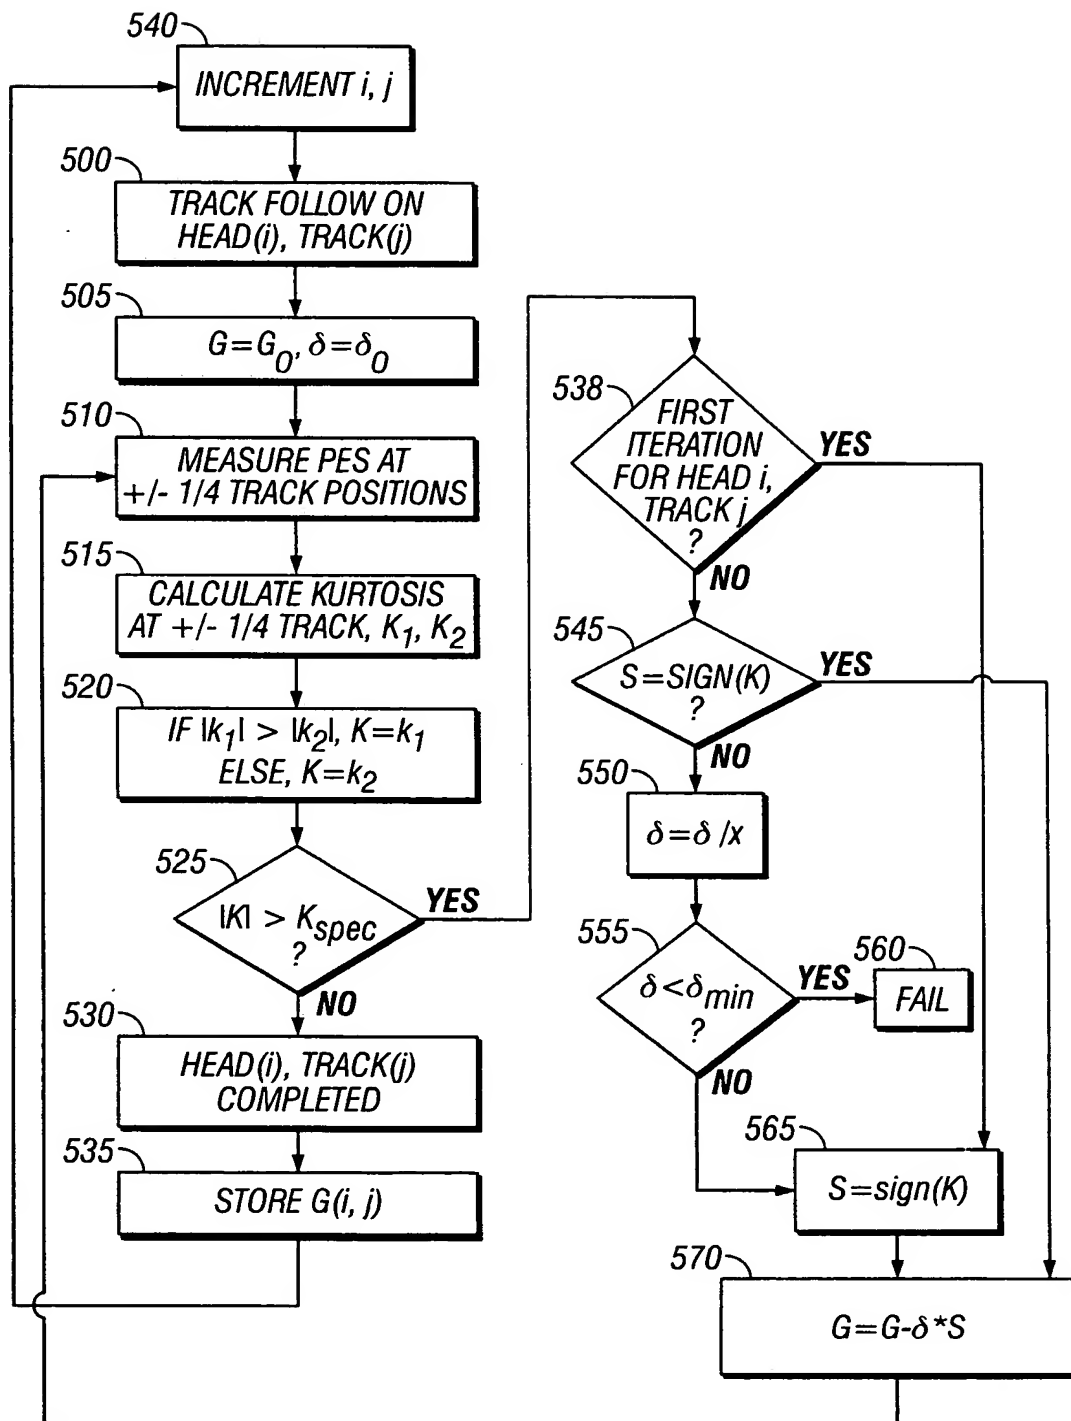 540
INCREMENT i, j
500
TRACK FOLLOW ON
HEAD(i), TRACK(j)
505
G=G₀, δ=δ₀
510
MEASURE PES AT
+/- 1/4 TRACK POSITIONS
515
CALCULATE KURTOSIS
AT +/- 1/4 TRACK, K₁, K₂
520
IF |k₁| > |k₂|, K=k₁
ELSE, K=k₂
525
|K| > Kspec
?
YES
NO
530
HEAD(i), TRACK(j)
COMPLETED
535
STORE G(i, j)
538
FIRST
ITERATION
FOR HEAD i,
TRACK j
?
YES
NO
545
S=SIGN(K)
?
YES
NO
550
δ=δ /x
555
δ<δmin
?
YES
NO
560
FAIL
565
S=sign(K)
570
G=G-δ*S